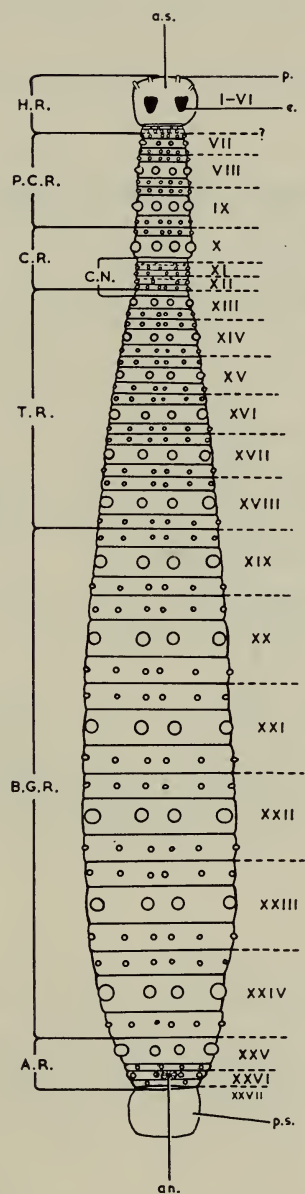 a.s.
p.
H.R.
I-VI
e.
?
VII
P.C.R.
VIII
IX
C.R.
X
C.N.
XI
XII
XIII
XIV
XV
T.R.
XVI
XVII
XVIII
XIX
XX
XXI
B.G.R.
XXII
XXIII
XXIV
XXV
A.R.
XXVI
XXVII
p.s.
an.